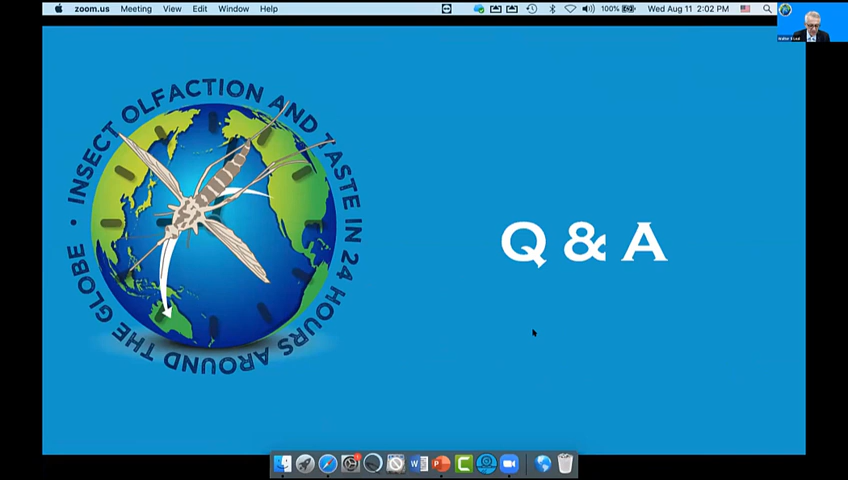 zoom.us Meeting View Edit Window Help 100% Wed Aug 11 2:02 PM
INSECT OLFACTION AND TASTE IN 24 HOURS AROUND THE GLOBE •
Q & A